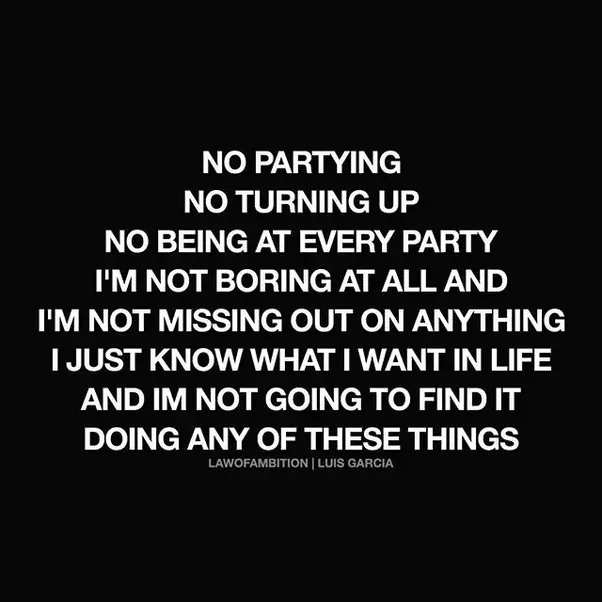 NO PARTYING
NO TURNING UP
NO BEING AT EVERY PARTY
I'M NOT BORING AT ALL AND
I'M NOT MISSING OUT ON ANYTHING
I JUST KNOW WHAT I WANT IN LIFE
AND IM NOT GOING TO FIND IT
DOING ANY OF THESE THINGS
LAWOFAMBITION | LUIS GARCIA